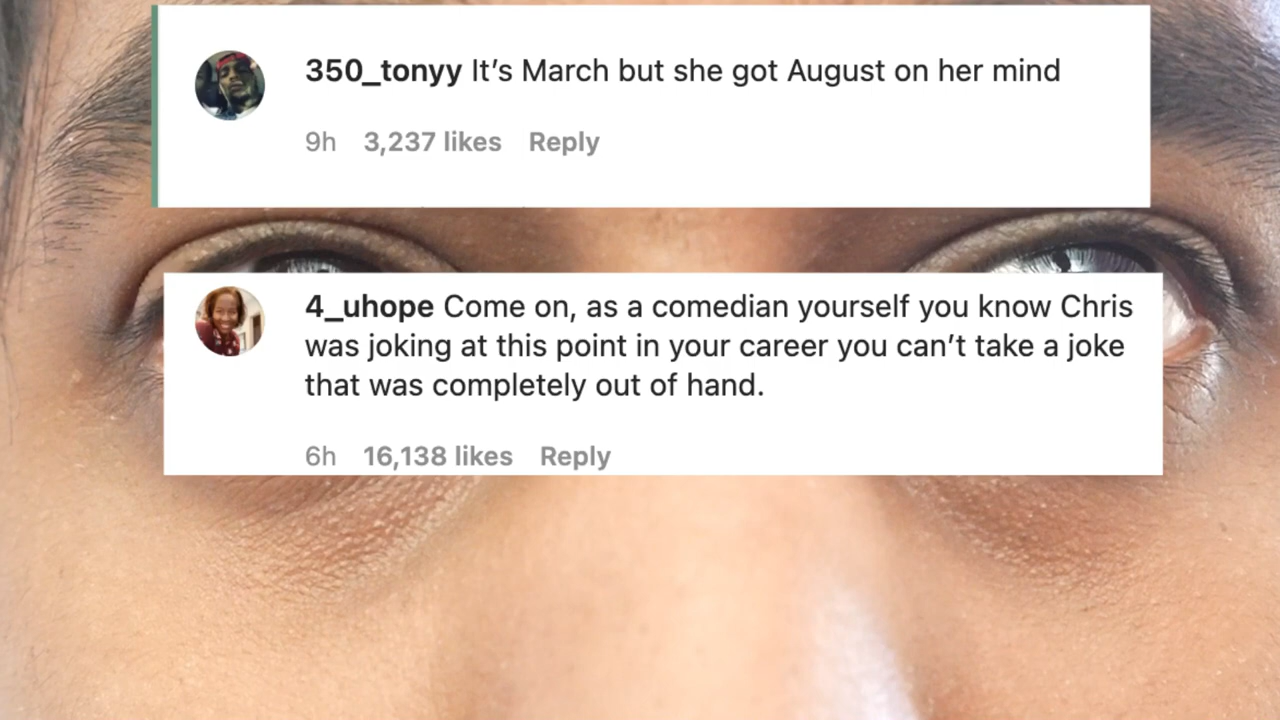 350_tonyy It’s March but she got August on her mind
9h 3,237 likes Reply
4_uhope Come on, as a comedian yourself you know Chris
was joking at this point in your career you can’t take a joke
that was completely out of hand.
6h 16,138 likes Reply